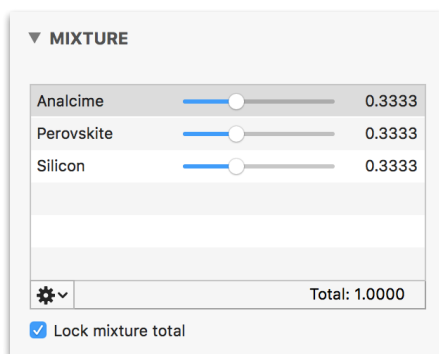 MIXTURE
Analcime 0.3333
Perovskite 0.3333
Silicon 0.3333
Total: 1.0000
Lock mixture total